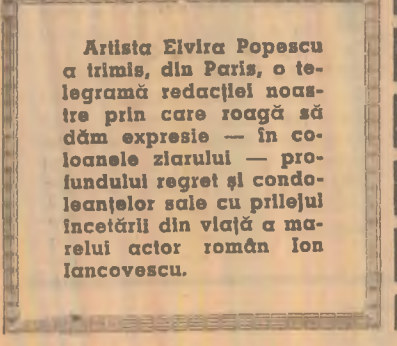 Artista Elvira Popescu
a trimis, din Paris, o te-
legramă redacției noas-
tre prin care roagă să
dăm expresie — în co-
loanele ziarului — pro-
fundului regret și condo-
leanțelor sale cu prilejul
încetării din viață a ma-
relui actor român Ion
Iancovescu.